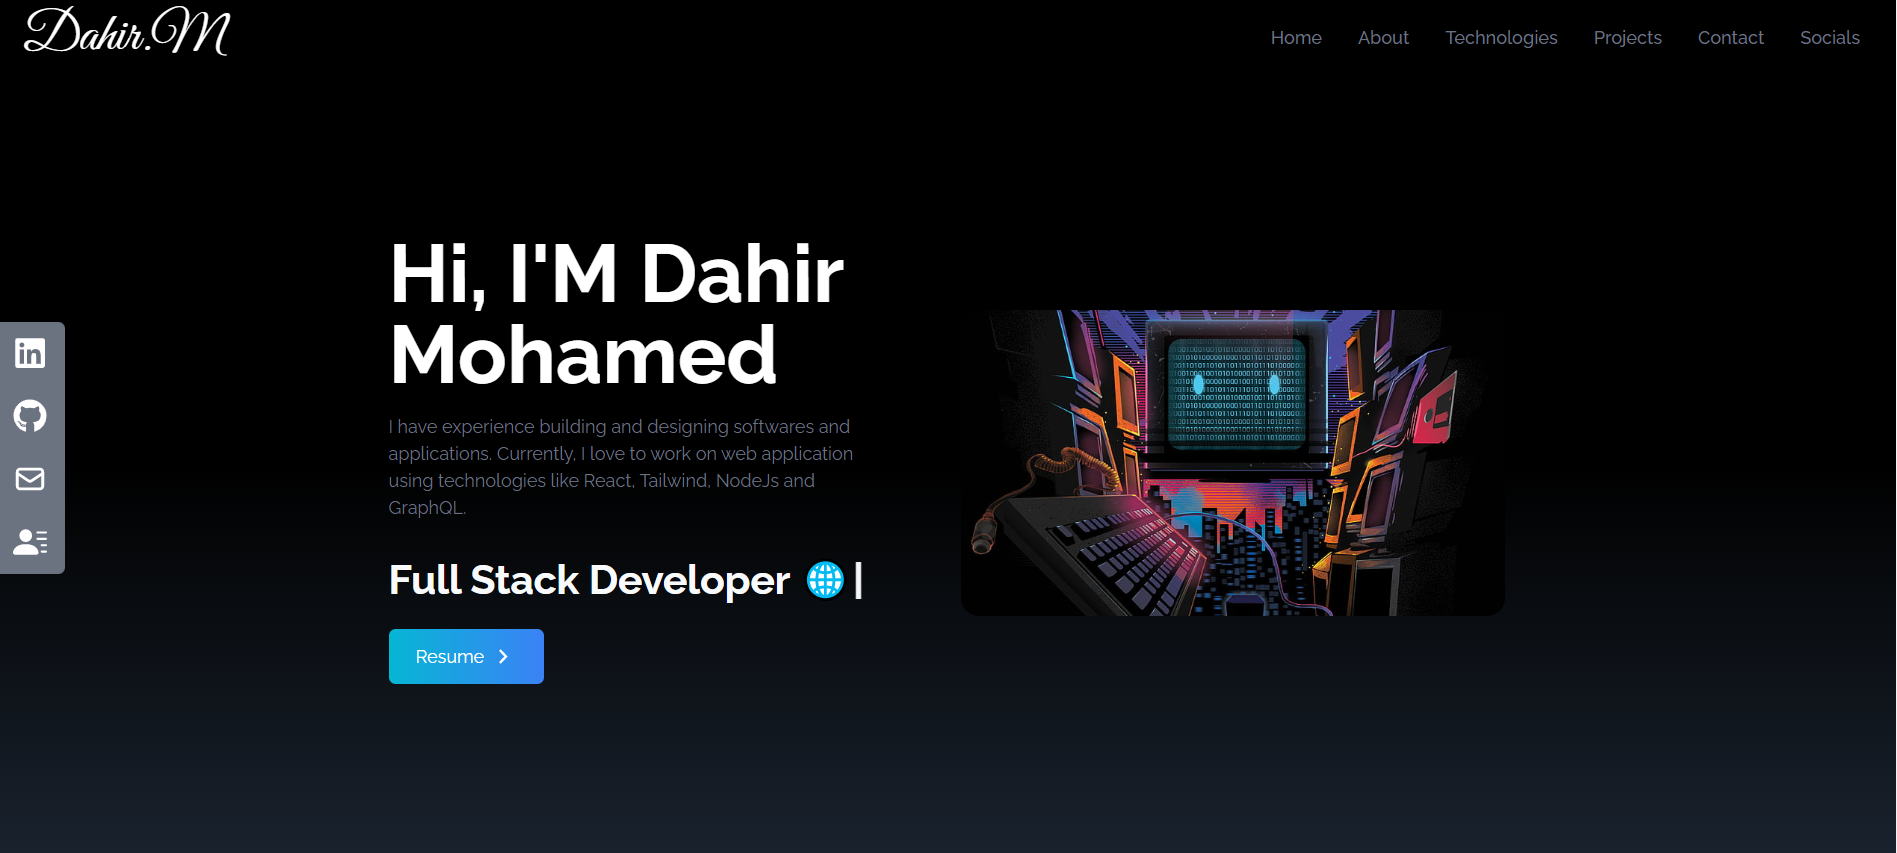 Dahir.M
Home About Technologies Projects Contact Socials
Hi, I'M Dahir
Mohamed
I have experience building and designing softwares and
applications. Currently, I love to work on web application
using technologies like React, Tailwind, NodeJs and
GraphQL.
Full Stack Developer 🌐|
Resume
in